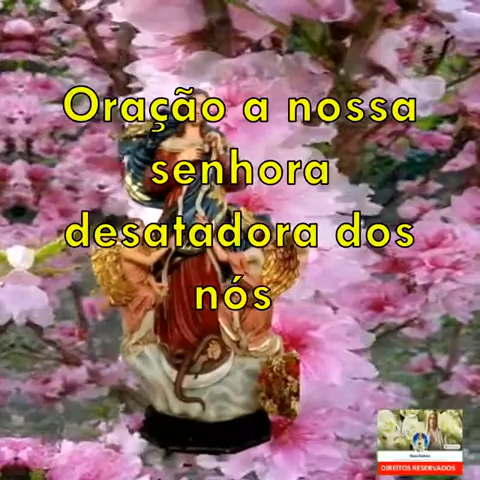 Oração a nossa
senhora
desatadora dos
nós
DIREITOS RESERVADOS